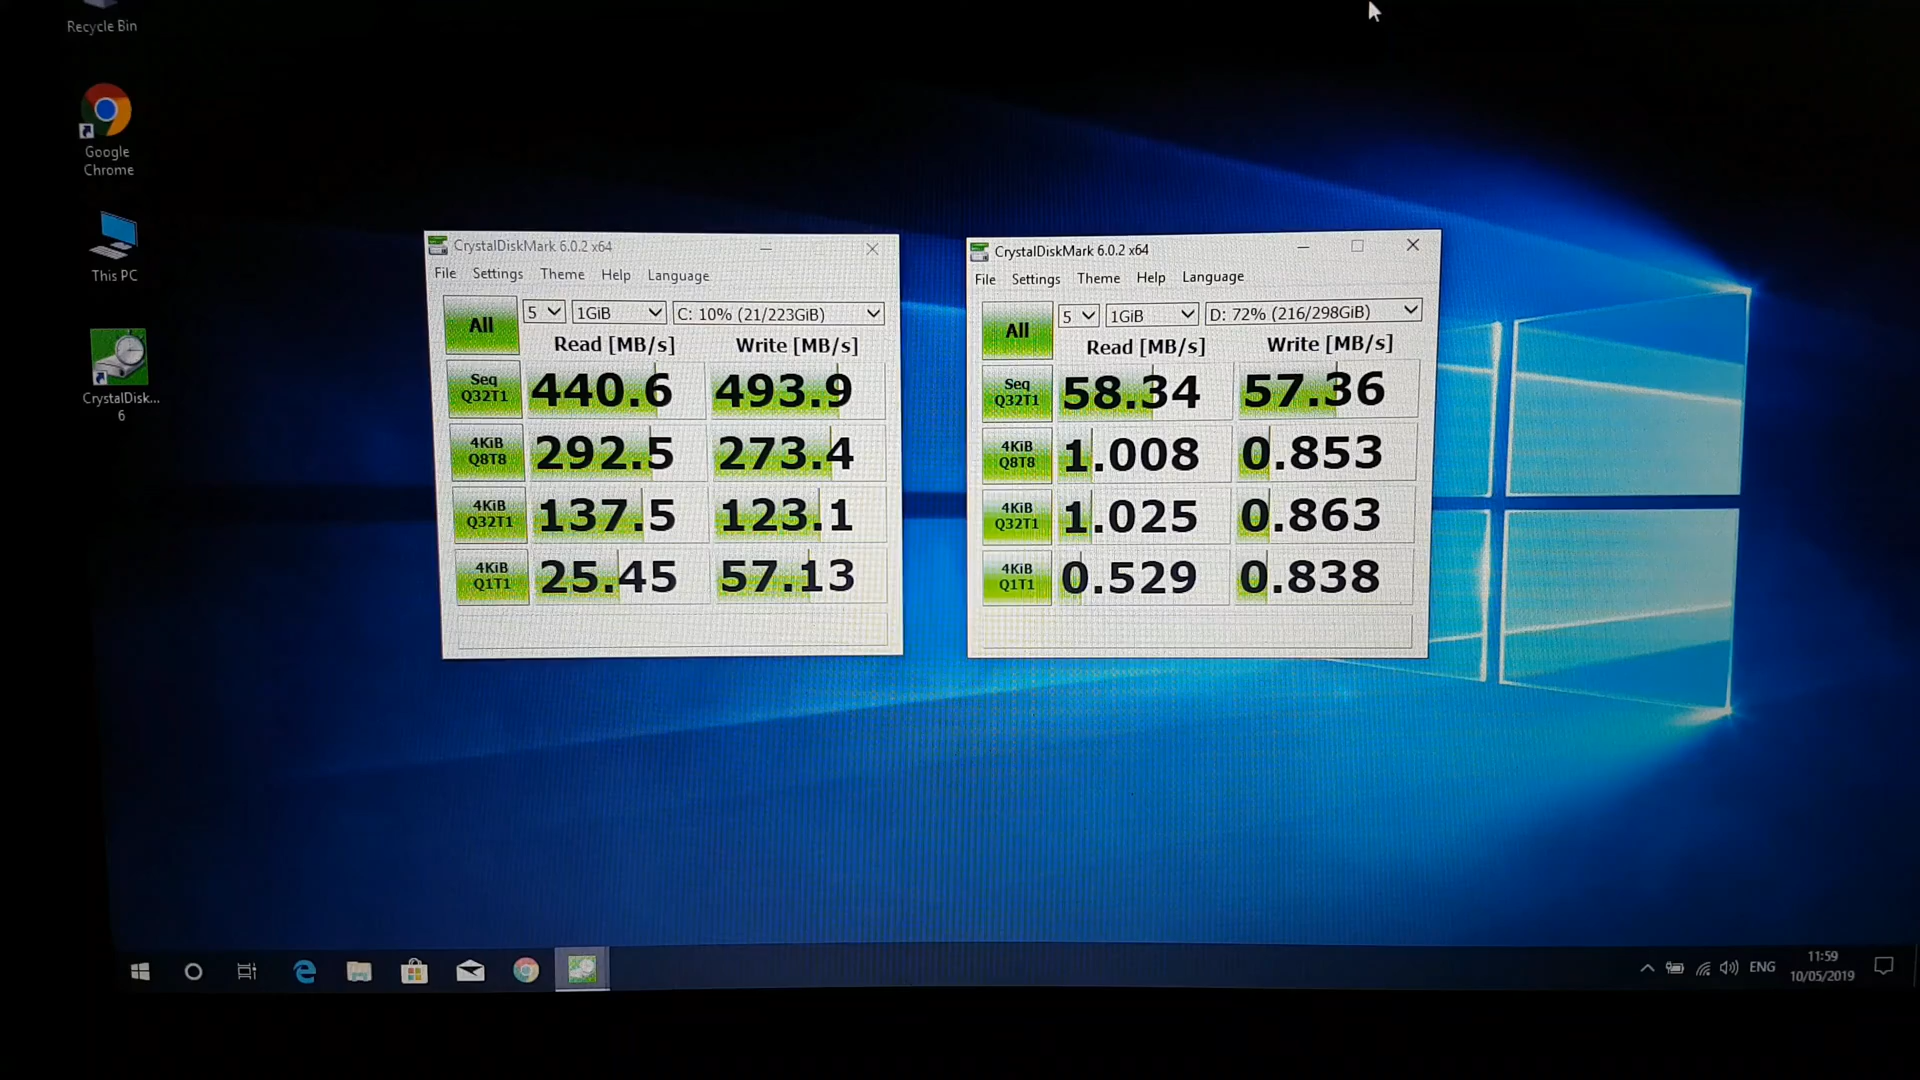 Recycle Bin
Google
Chrome
This PC
CrystalDisk...
6
CrystalDiskMark 6.0.2 x64
File Settings Theme Help Language
All 5 1GiB C: 10% (21/223GiB)
Read [MB/s] Write [MB/s]
Seq
Q32T1 440.6 493.9
4KiB
Q8T8 292.5 273.4
4KiB
Q32T1 137.5 123.1
4KiB
Q1T1 25.45 57.13
CrystalDiskMark 6.0.2 x64
File Settings Theme Help Language
All 5 1GiB D: 72% (216/298GiB)
Read [MB/s] Write [MB/s]
Seq
Q32T1 58.34 57.36
4KiB
Q8T8 1.008 0.853
4KiB
Q32T1 1.025 0.863
4KiB
Q1T1 0.529 0.838
ENG
11:59
10/05/2019